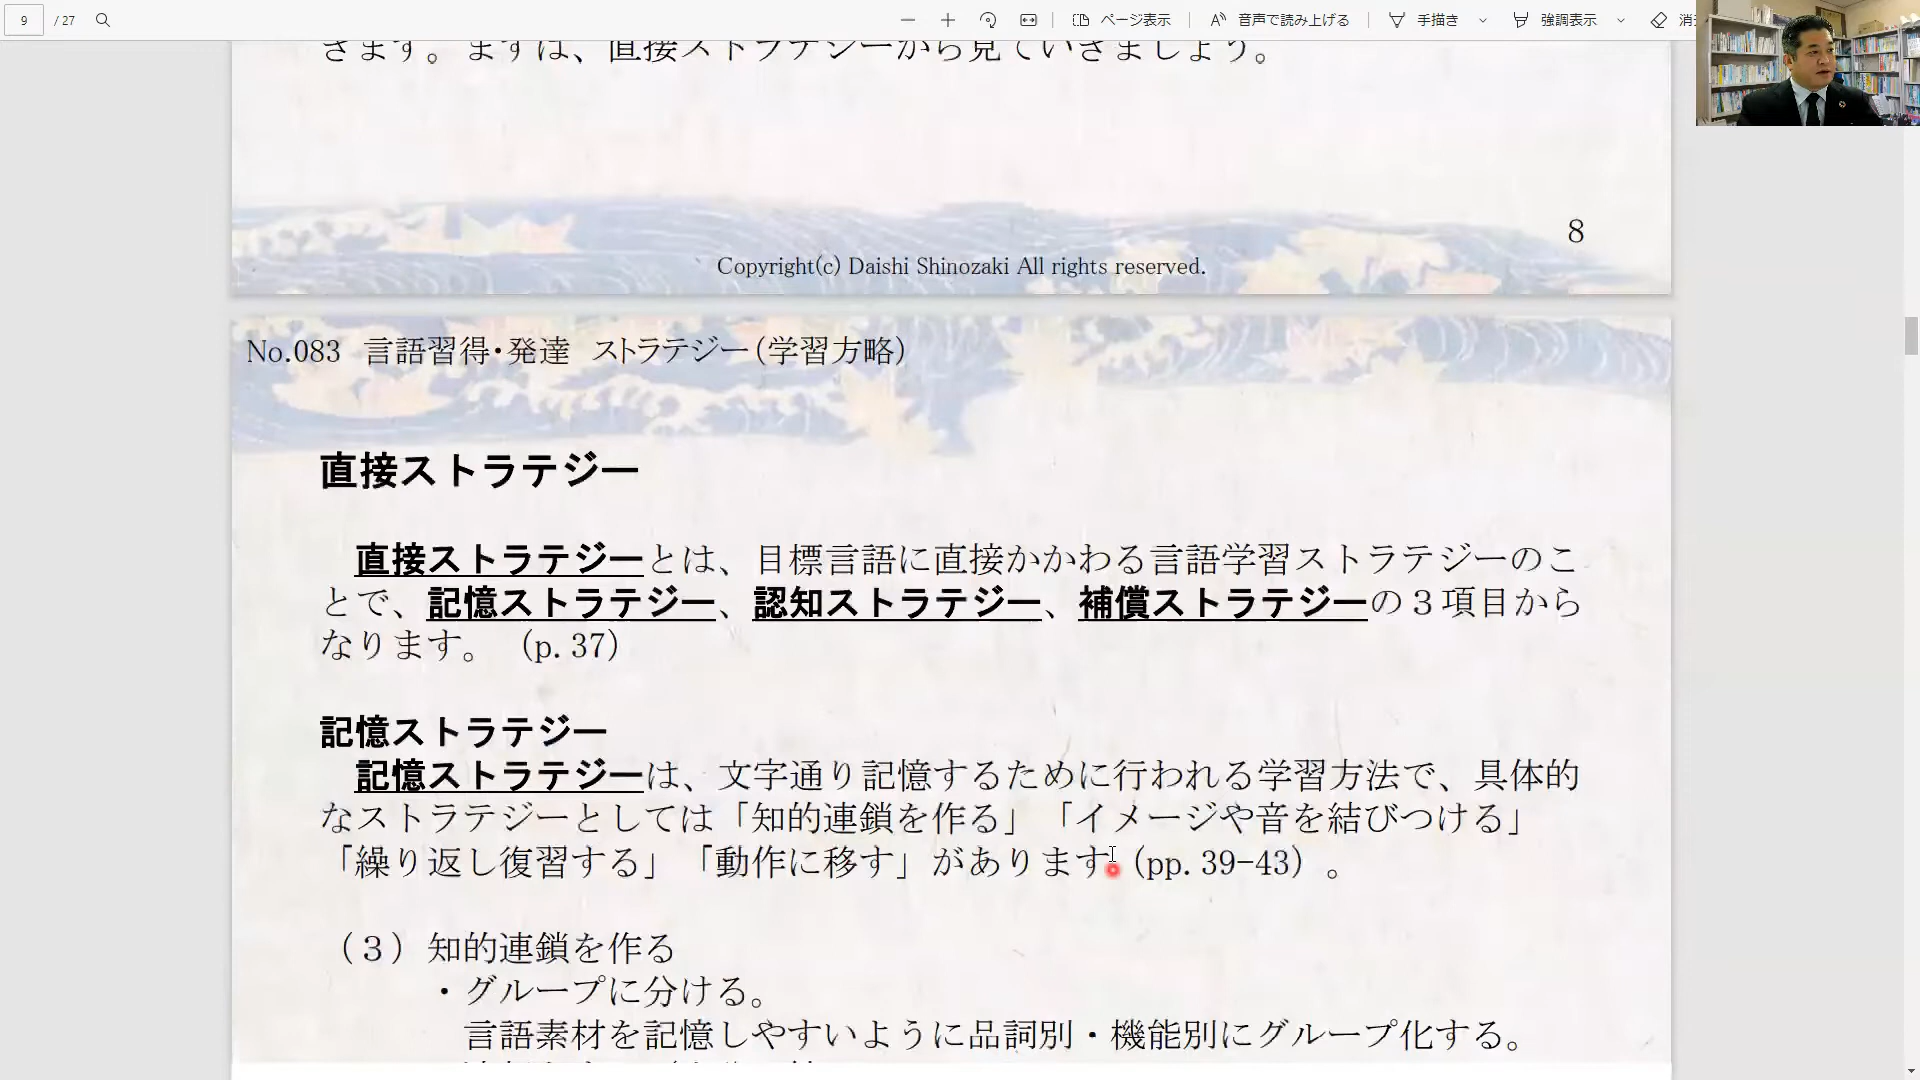 9 / 27 ページ表示 音声で読み上げる 手描き 強調表示
きます。まずは、直接ストラテジーから見ていきましょう。
8
Copyright(c) Daishi Shinozaki All rights reserved.
No.083 言語習得・発達 ストラテジー(学習方略)
直接ストラテジー
直接ストラテジーとは、目標言語に直接かかわる言語学習ストラテジーのこ
とで、記憶ストラテジー、認知ストラテジー、補償ストラテジーの3項目から
なります。 (p.37)
記憶ストラテジー
記憶ストラテジーは、文字通り記憶するために行われる学習方法で、具体的
なストラテジーとしては「知的連鎖を作る」「イメージや音を結びつける」
「繰り返し復習する」「動作に移す」があります(pp.39-43)。
(3)知的連鎖を作る
・グループに分ける。
言語素材を記憶しやすいように品詞別・機能別にグループ化する。